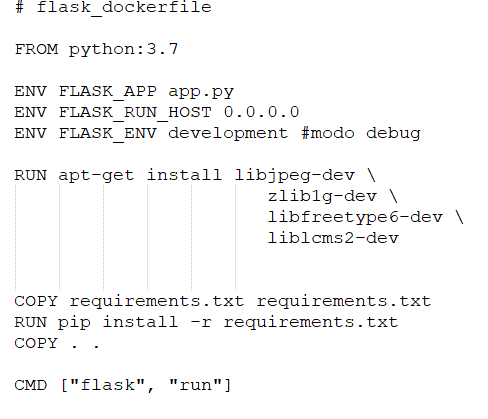 # flask_dockerfile
FROM python:3.7
ENV FLASK_APP app.py
ENV FLASK_RUN_HOST 0.0.0.0
ENV FLASK_ENV development #modo debug
RUN apt-get install libjpeg-dev \
zlib1g-dev \
libfreetype6-dev \
liblcms2-dev
COPY requirements.txt requirements.txt
RUN pip install -r requirements.txt
COPY . .
CMD ["flask", "run"]